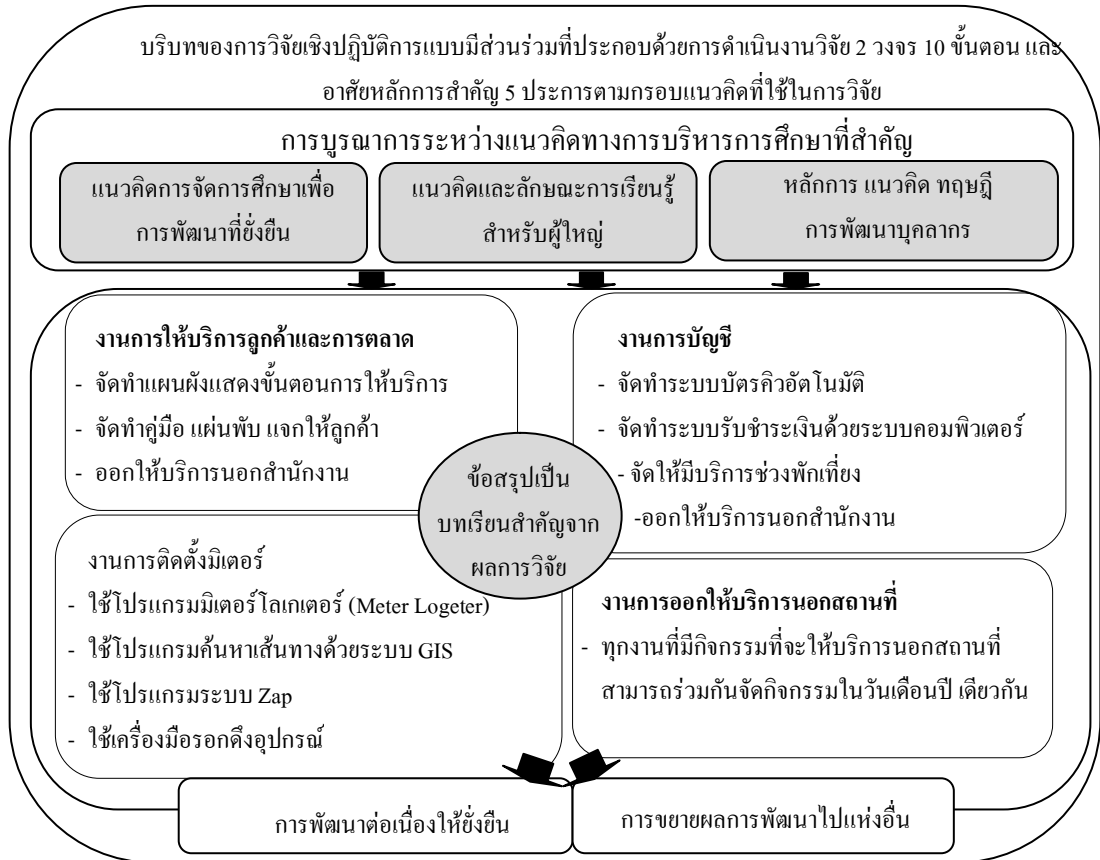 บริบทของการวิจัยเชิงปฏิบัติการแบบมีส่วนร่วมที่ประกอบด้วยการดำเนินงานวิจัย 2 วงจร 10 ขั้นตอน และ
อาศัยหลักการสำคัญ 5 ประการตามกรอบแนวคิดที่ใช้ในการวิจัย
การบูรณาการระหว่างแนวคิดทางการบริหารการศึกษาที่สำคัญ
แนวคิดการจัดการศึกษาเพื่อ
การพัฒนาที่ยั่งยืน
แนวคิดและลักษณะการเรียนรู้
สำหรับผู้ใหญ่
หลักการ แนวคิด ทฤษฎี
การพัฒนาบุคลากร
งานการให้บริการลูกค้าและการตลาด
- จัดทำแผนผังแสดงขั้นตอนการให้บริการ
- จัดทำคู่มือ แผ่นพับ แจกให้ลูกค้า
- ออกให้บริการนอกสำนักงาน
งานการบัญชี
- จัดทำระบบบัตรคิวอัตโนมัติ
- จัดทำระบบรับชำระเงินด้วยระบบคอมพิวเตอร์
- จัดให้มีบริการช่วงพักเที่ยง
-ออกให้บริการนอกสำนักงาน
ข้อสรุปเป็น
บทเรียนสำคัญจาก
ผลการวิจัย
งานการติดตั้งมิเตอร์
- ใช้โปรแกรมมิเตอร์โลเกเตอร์ (Meter Logeter)
- ใช้โปรแกรมค้นหาเส้นทางด้วยระบบ GIS
- ใช้โปรแกรมระบบ Zap
- ใช้เครื่องมือรอกดึงอุปกรณ์
งานการออกให้บริการนอกสถานที่
- ทุกงานที่มีกิจกรรมที่จะให้บริการนอกสถานที่
สามารถร่วมกันจัดกิจกรรมในวันเดือนปี เดียวกัน
การพัฒนาต่อเนื่องให้ยั่งยืน
การขยายผลการพัฒนาไปแห่งอื่น